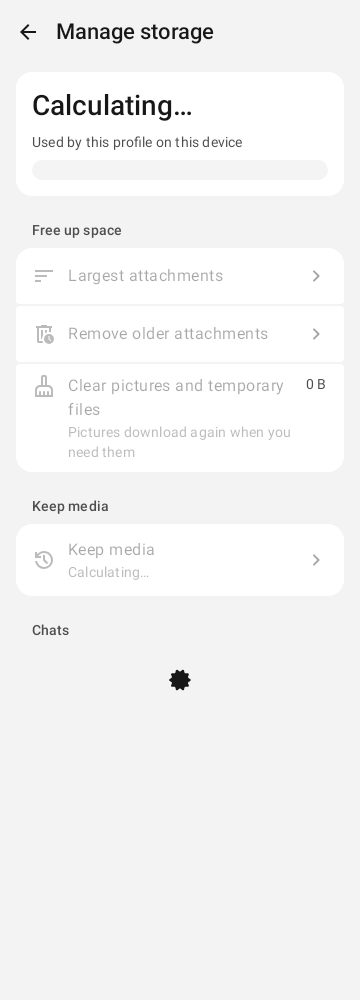 Manage storage
Calculating…
Used by this profile on this device
Free up space
Largest attachments
Remove older attachments
Clear pictures and temporary
files
0 B
Pictures download again when you
need them
Keep media
Keep media
Calculating…
Chats